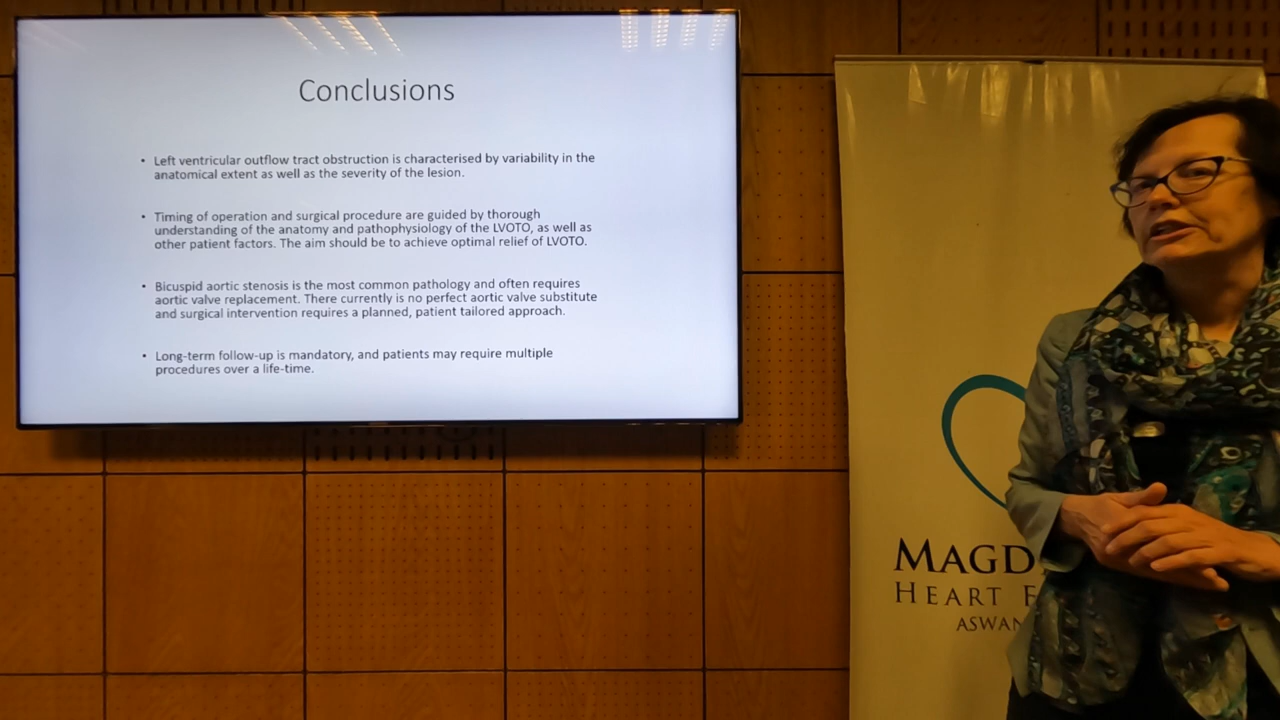 Conclusions
• Left ventricular outflow tract obstruction is characterised by variability in the
anatomical extent as well as the severity of the lesion.
• Timing of operation and surgical procedure are guided by thorough
understanding of the anatomy and pathophysiology of the LVOTO, as well as
other patient factors. The aim should be to achieve optimal relief of LVOTO.
• Bicuspid aortic stenosis is the most common pathology and often requires
aortic valve replacement. There currently is no perfect aortic valve substitute
and surgical intervention requires a planned, patient tailored approach.
• Long-term follow-up is mandatory, and patients may require multiple
procedures over a life-time.
MAGD
HEART F
ASWAN